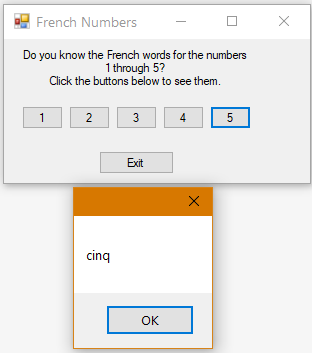 French Numbers
Do you know the French words for the numbers
1 through 5?
Click the buttons below to see them.
1 2 3 4 5
Exit
cinq
OK